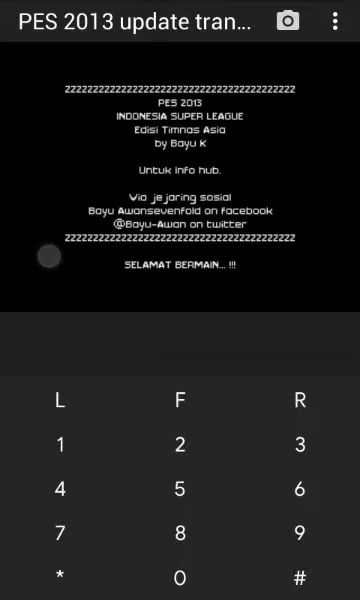 PES 2013 update tran...
ZZZZZZZZZZZZZZZZZZZZZZZZZZZZZZZZZZZZZZZZZ
PES 2013
INDONESIA SUPER LEAGUE
Edisi Timnas Asia
by Bayu K
Untuk info hub.
Via jejaring sosial
Bayu Awansevenfold on facebook
@Bayu-Awan on twitter
ZZZZZZZZZZZZZZZZZZZZZZZZZZZZZZZZZZZZZZZZZ
SELAMAT BERMAIN... !!!
L F R
1 2 3
4 5 6
7 8 9
* 0 #